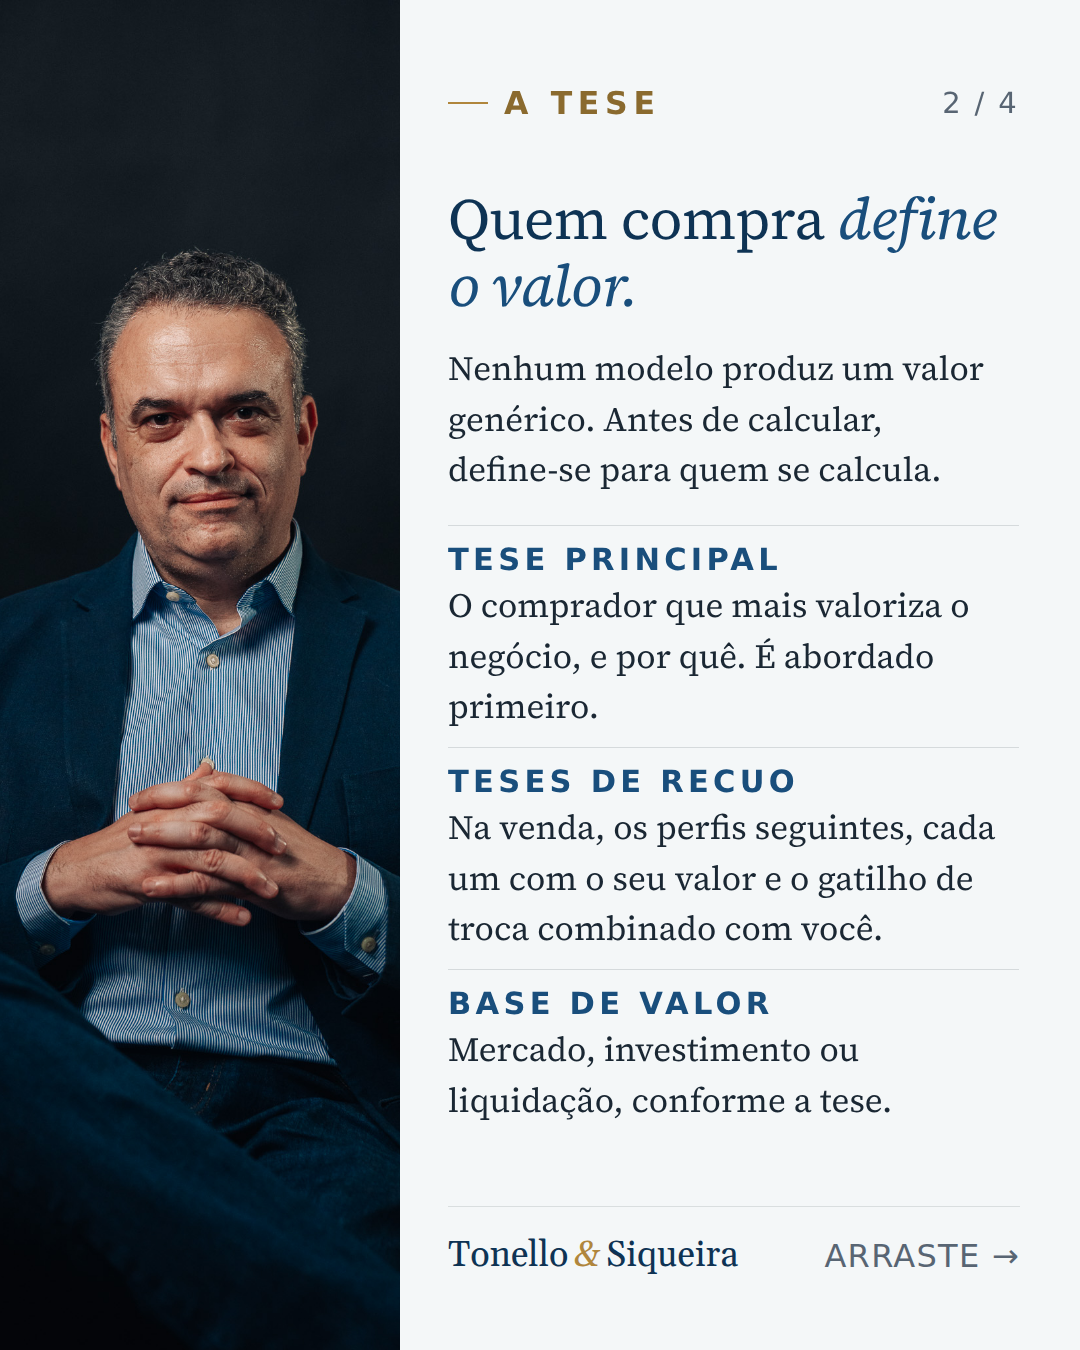 A TESE
2 / 4
Quem compra define
o valor.
Nenhum modelo produz um valor
genérico. Antes de calcular,
define-se para quem se calcula.
TESE PRINCIPAL
O comprador que mais valoriza o
negócio, e por quê. É abordado
primeiro.
TESES DE RECUO
Na venda, os perfis seguintes, cada
um com o seu valor e o gatilho de
troca combinado com você.
BASE DE VALOR
Mercado, investimento ou
liquidação, conforme a tese.
Tonello & Siqueira
ARRASTE →